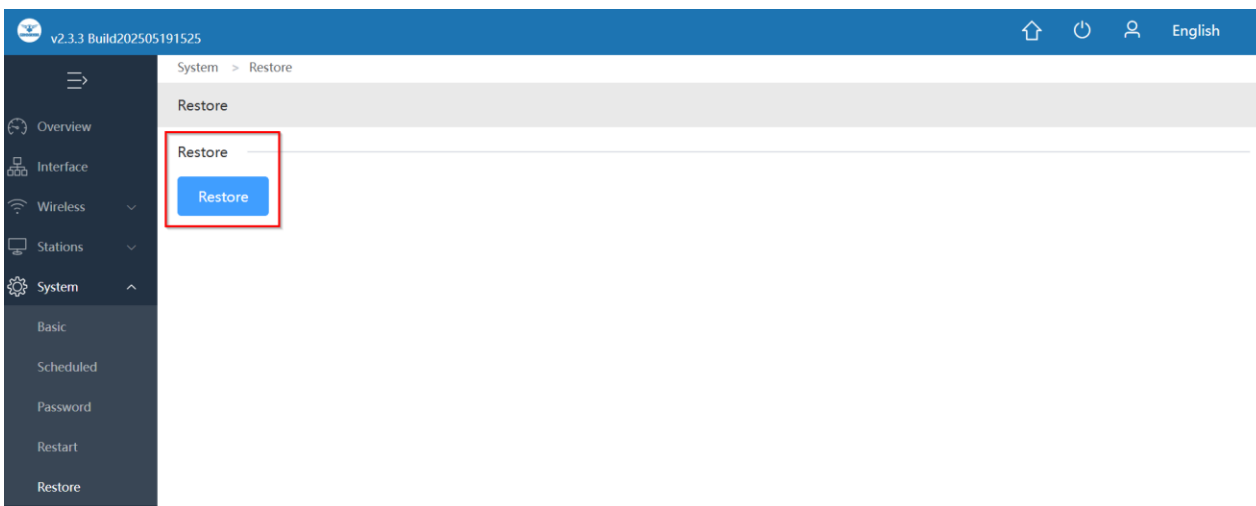 v2.3.3 Build202505191525
English
System > Restore
Restore
Overview
Interface
Wireless
Stations
System
Basic
Scheduled
Password
Restart
Restore
Restore
Restore